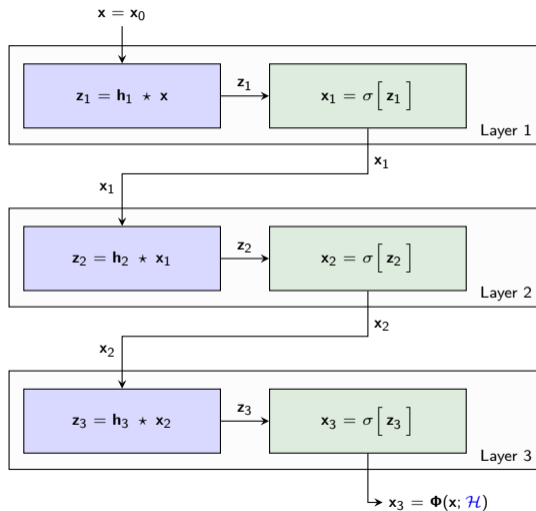 x = x₀
z₁ = h₁ ⋆ x
z₁
x₁ = σ[ z₁ ]
Layer 1
x₁
x₁
z₂ = h₂ ⋆ x₁
z₂
x₂ = σ[ z₂ ]
Layer 2
x₂
x₂
z₃ = h₃ ⋆ x₂
z₃
x₃ = σ[ z₃ ]
Layer 3
x₃ = Φ(x; ℋ)